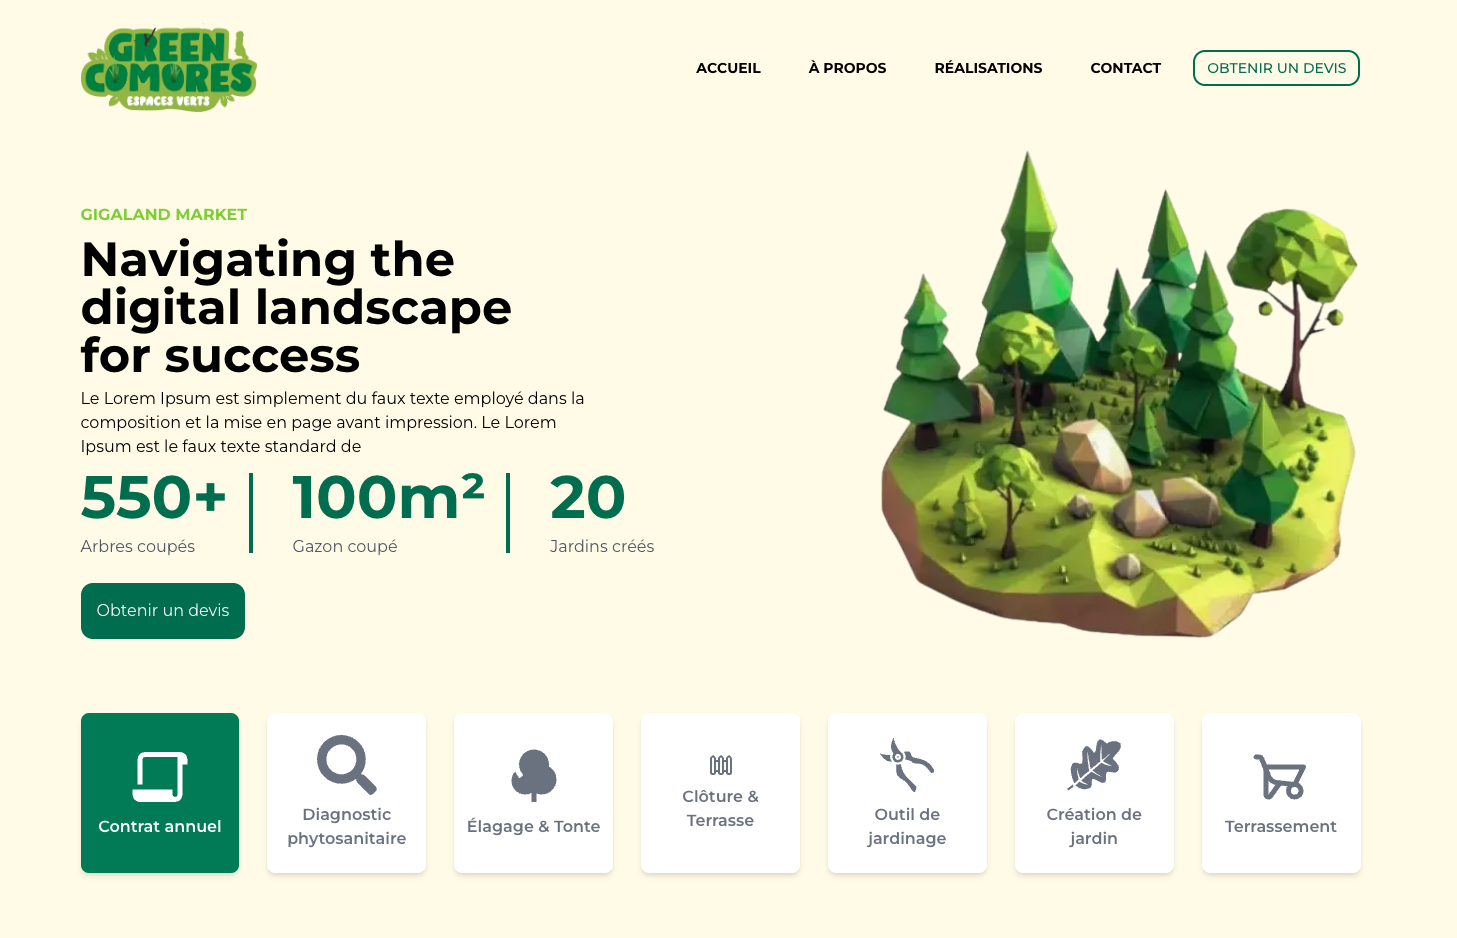 GREEN
COMORES
ESPACES VERTS
ACCUEIL
À PROPOS
RÉALISATIONS
CONTACT
OBTENIR UN DEVIS
GIGALAND MARKET
Navigating the
digital landscape
for success
Le Lorem Ipsum est simplement du faux texte employé dans la
composition et la mise en page avant impression. Le Lorem
Ipsum est le faux texte standard de
550+
Arbres coupés
100m²
Gazon coupé
20
Jardins créés
Obtenir un devis
Contrat annuel
Diagnostic
phytosanitaire
Élagage & Tonte
Clôture &
Terrasse
Outil de
jardinage
Création de
jardin
Terrassement